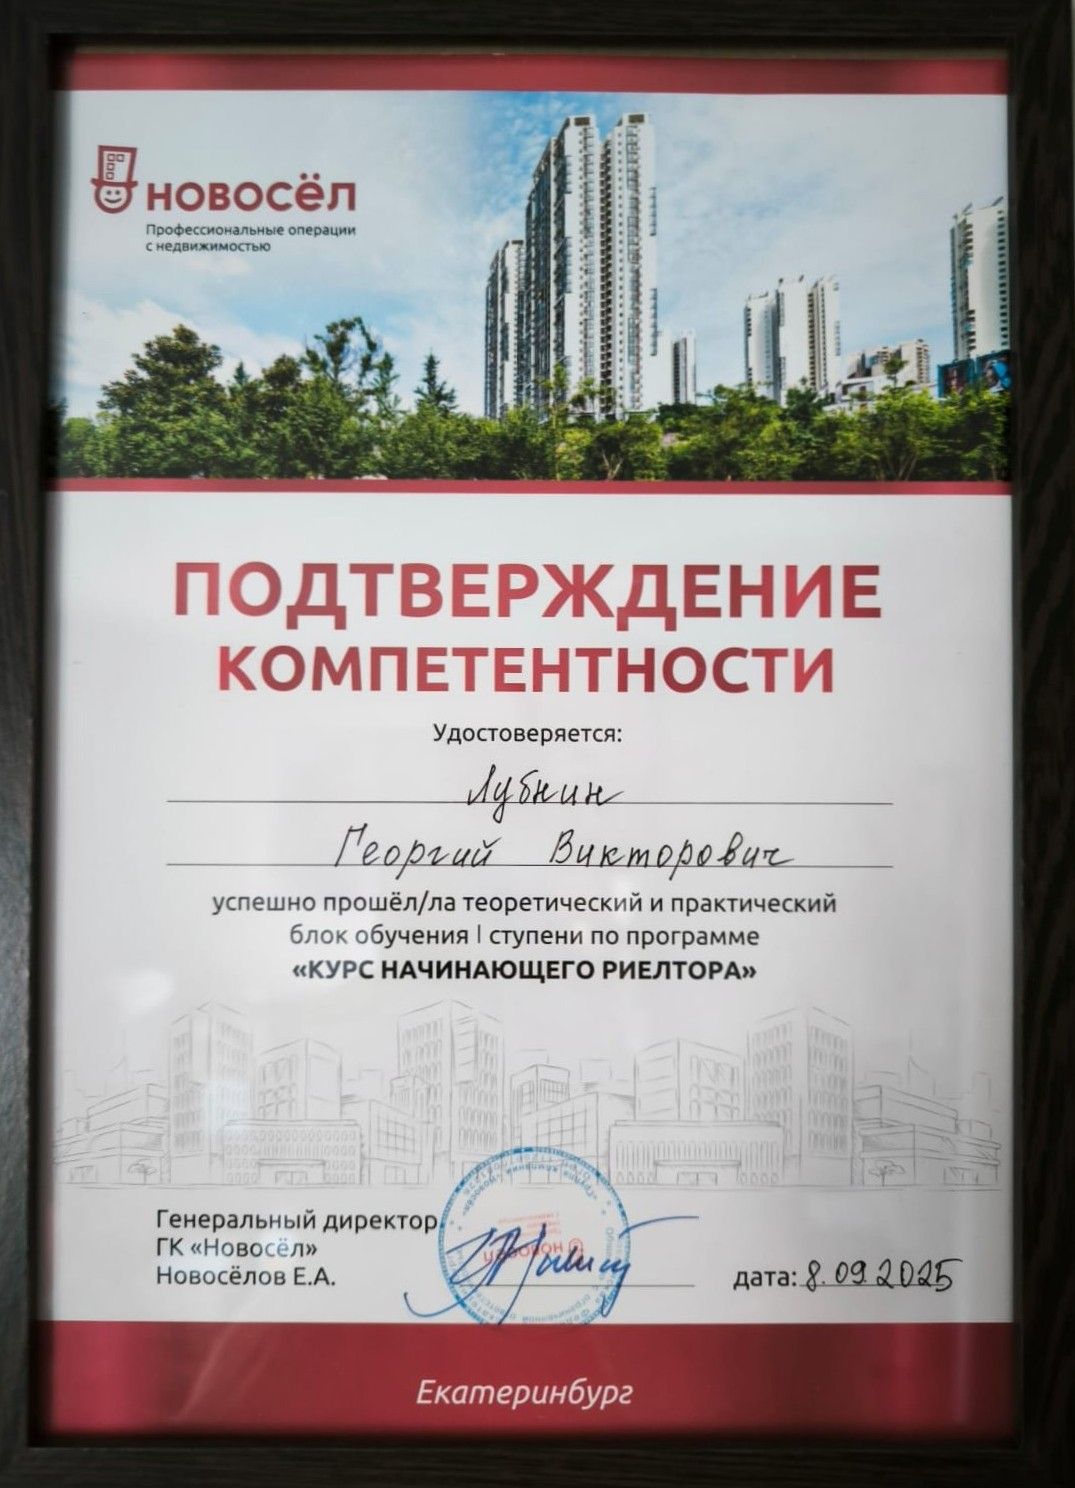 НОВОСЁЛ
Профессиональные операции
с недвижимостью
ПОДТВЕРЖДЕНИЕ
КОМПЕТЕНТНОСТИ
Удостоверяется:
Лубнин
Георгий Викторович
успешно прошёл/ла теоретический и практический
блок обучения I ступени по программе
«КУРС НАЧИНАЮЩЕГО РИЕЛТОРА»
Генеральный директор
ГК «Новосёл»
Новосёлов Е.А.
НОВОСЁЛ
дата: 8.09.2025
Екатеринбург